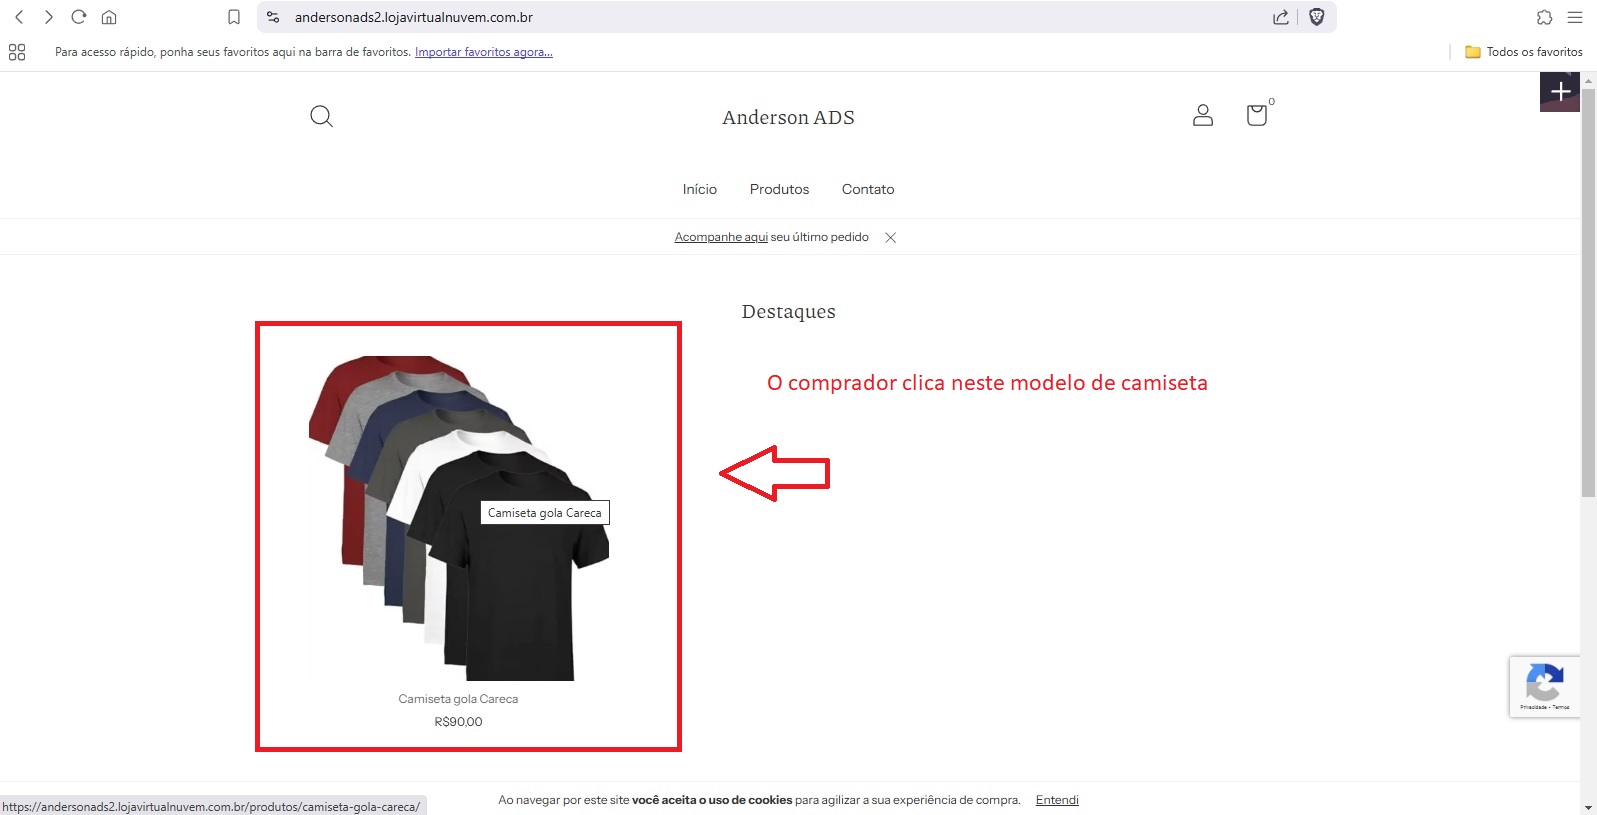 andersonads2.lojavirtualnuvem.com.br
Para acesso rápido, ponha seus favoritos aqui na barra de favoritos. Importar favoritos agora...
Todos os favoritos
Anderson ADS
0
Início Produtos Contato
Acompanhe aqui seu último pedido
Destaques
O comprador clica neste modelo de camiseta
Camiseta gola Careca
Camiseta gola Careca
R$90,00
Privacidade - Termos
Ao navegar por este site você aceita o uso de cookies para agilizar a sua experiência de compra. Entendi
https://andersonads2.lojavirtualnuvem.com.br/produtos/camiseta-gola-careca/